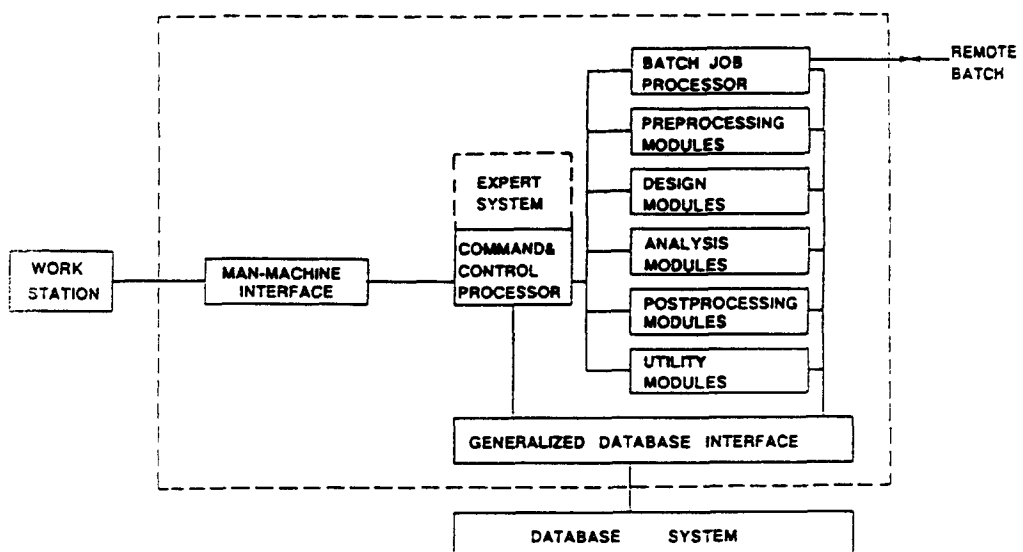 BATCH JOB
PROCESSOR
REMOTE
BATCH
PREPROCESSING
MODULES
EXPERT
SYSTEM
DESIGN
MODULES
WORK
STATION
MAN-MACHINE
INTERFACE
COMMAND&
CONTROL
PROCESSOR
ANALYSIS
MODULES
POSTPROCESSING
MODULES
UTILITY
MODULES
GENERALIZED DATABASE INTERFACE
DATABASE SYSTEM